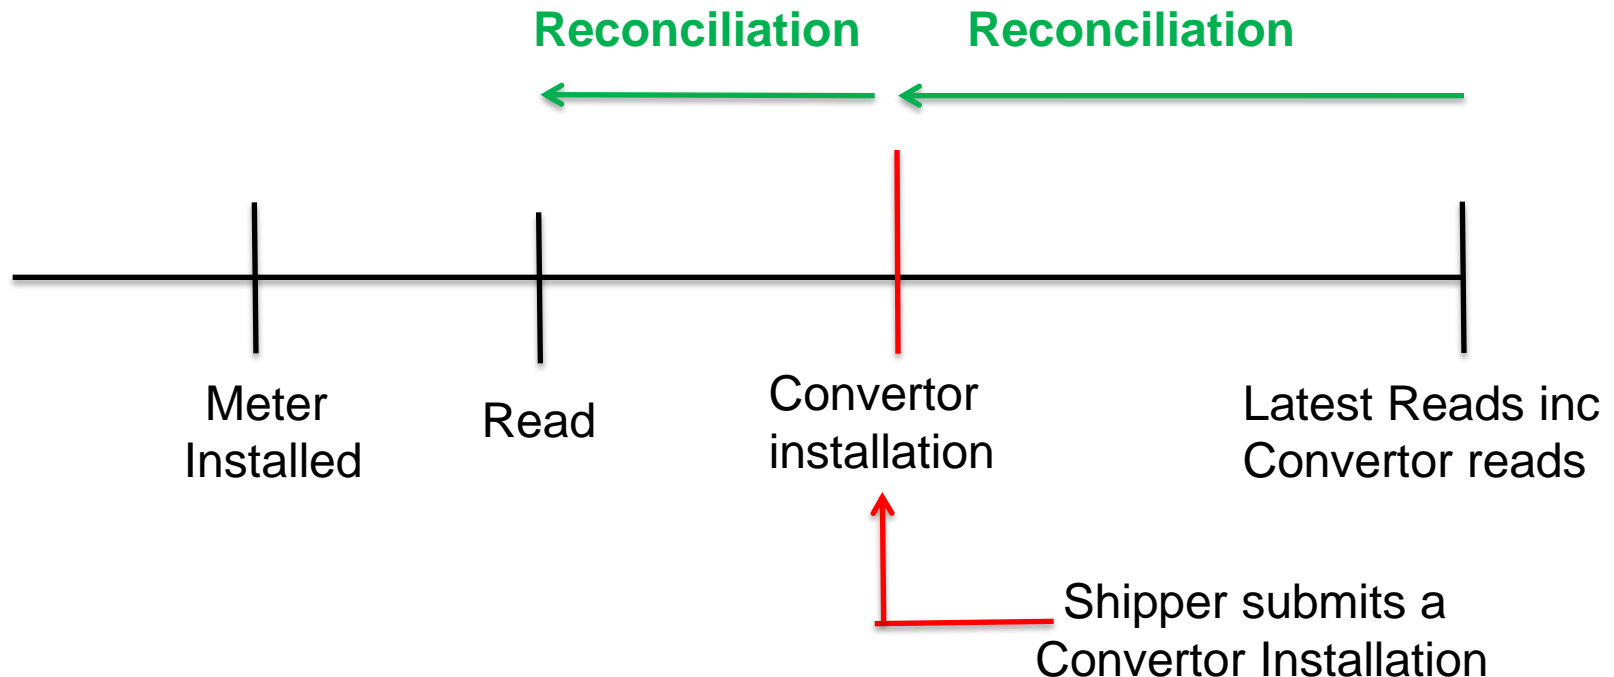 Reconciliation
Reconciliation
Meter
Installed
Read
Convertor
installation
Latest Reads inc
Convertor reads
Shipper submits a
Convertor Installation